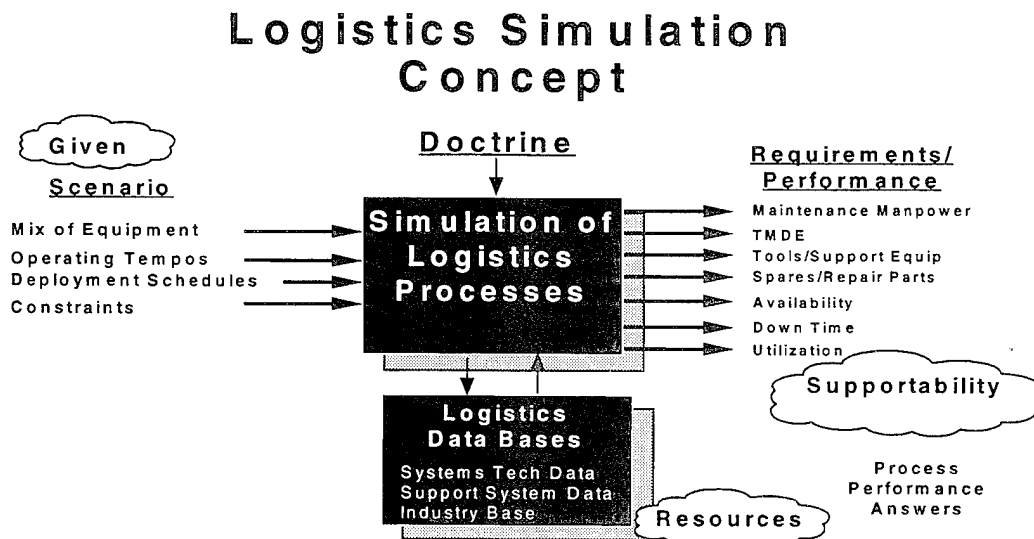 Logistics Simulation
Concept
Given
Scenario
Mix of Equipment
Operating Tempos
Deployment Schedules
Constraints
Doctrine
Simulation of
Logistics
Processes
Requirements/
Performance
Maintenance Manpower
TMDE
Tools/Support Equip
Spares/Repair Parts
Availability
Down Time
Utilization
Supportability
Logistics
Data Bases
Systems Tech Data
Support System Data
Industry Base
Resources
Process
Performance
Answers